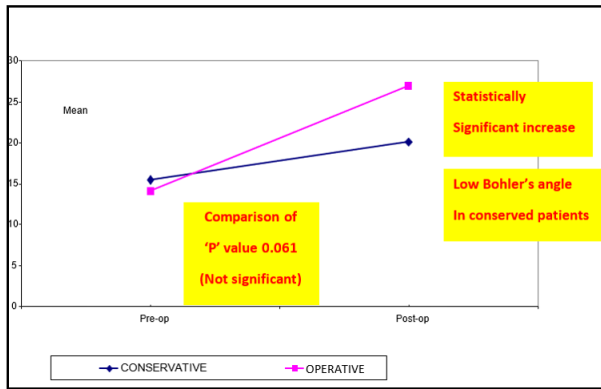 30
25
20
15
10
5
0
Mean
Statistically
Significant increase
Low Bohler's angle
In conserved patients
Comparison of
'P' value 0.061
(Not significant)
Pre-op
Post-op
CONSERVATIVE
OPERATIVE